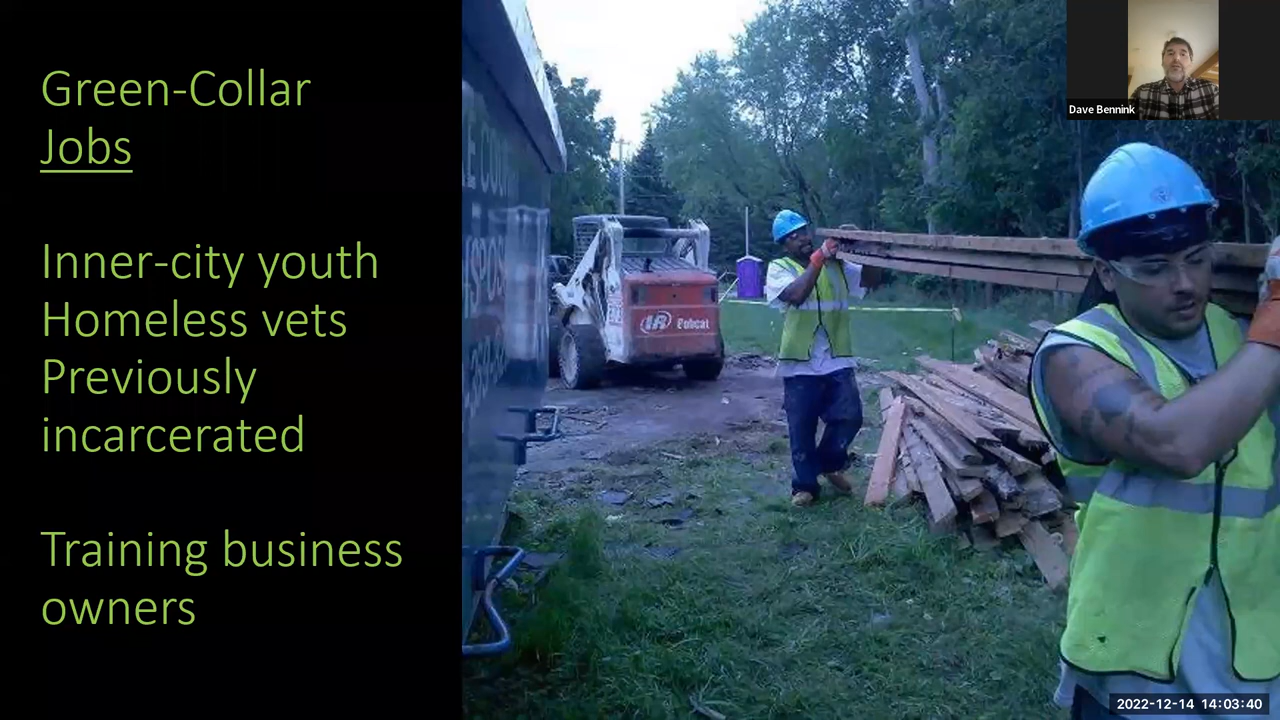 Green-Collar
Jobs
Inner-city youth
Homeless vets
Previously
incarcerated
Training business
owners
Dave Bennink
IR Bobcat
2022-12-14 14:03:40